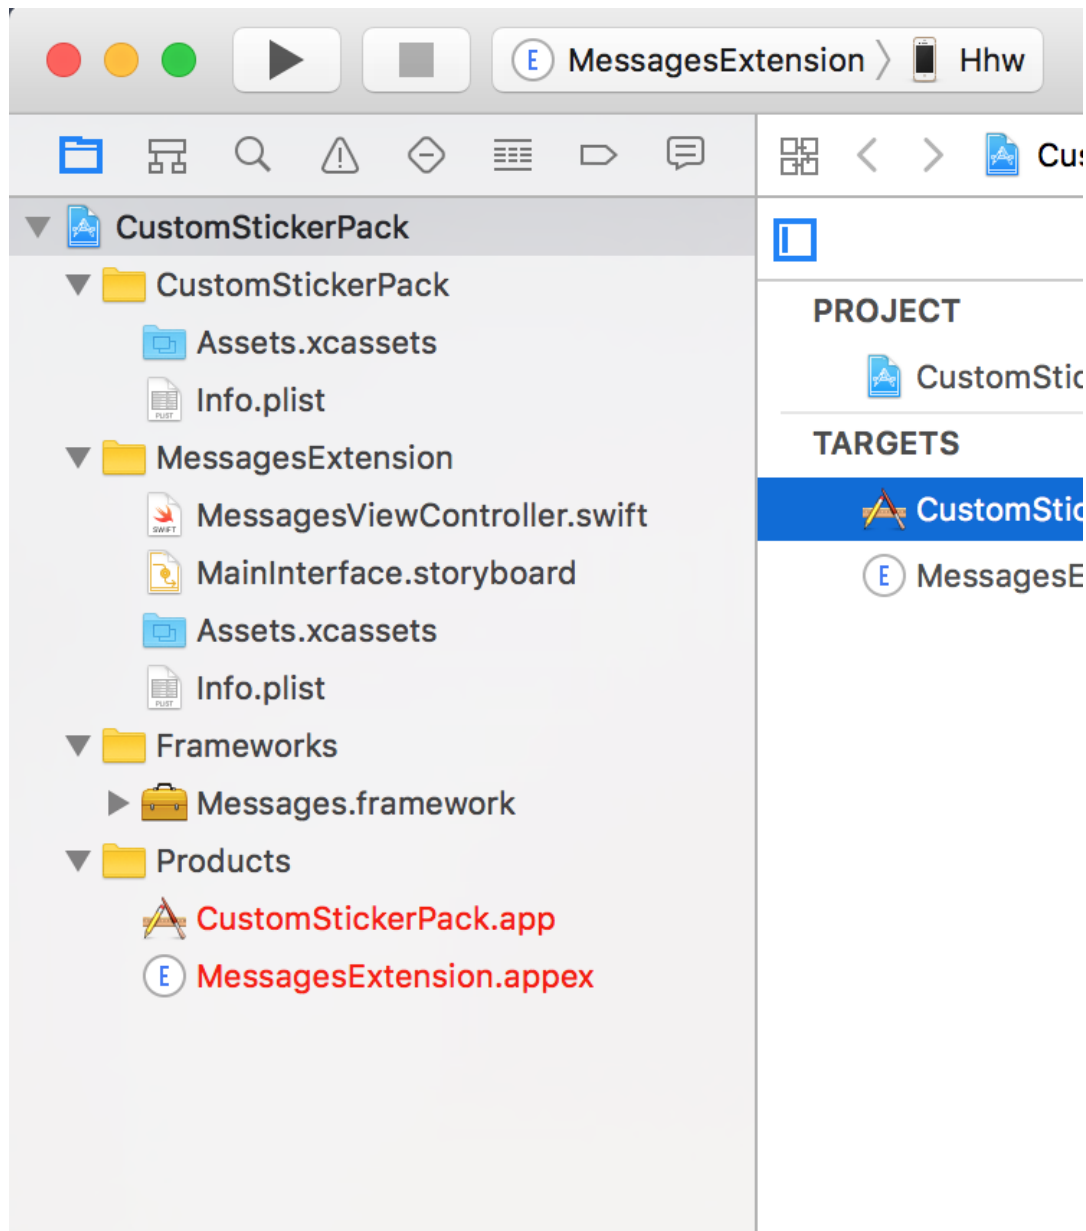 MessagesExtension
Hhw
Cus
CustomStickerPack
CustomStickerPack
Assets.xcassets
Info.plist
MessagesExtension
MessagesViewController.swift
MainInterface.storyboard
Assets.xcassets
Info.plist
Frameworks
Messages.framework
Products
CustomStickerPack.app
MessagesExtension.appex
PROJECT
CustomStic
TARGETS
CustomStic
MessagesE